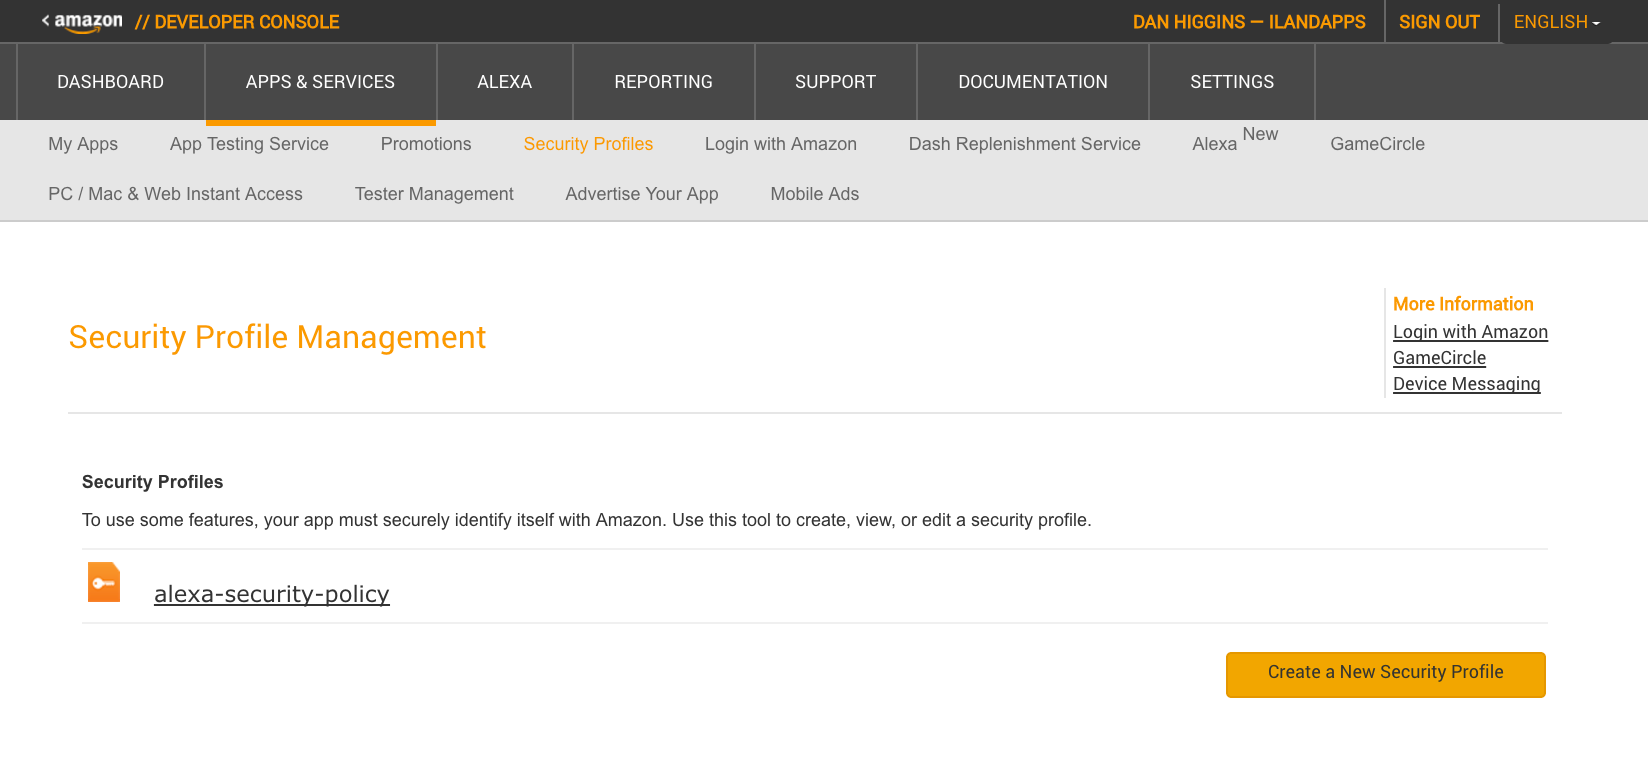 < amazon // DEVELOPER CONSOLE DAN HIGGINS — ILANDAPPS SIGN OUT ENGLISH
DASHBOARD APPS & SERVICES ALEXA REPORTING SUPPORT DOCUMENTATION SETTINGS
My Apps App Testing Service Promotions Security Profiles Login with Amazon Dash Replenishment Service Alexa New GameCircle
PC / Mac & Web Instant Access Tester Management Advertise Your App Mobile Ads
More Information
Security Profile Management
Login with Amazon
GameCircle
Device Messaging
Security Profiles
To use some features, your app must securely identify itself with Amazon. Use this tool to create, view, or edit a security profile.
alexa-security-policy
Create a New Security Profile